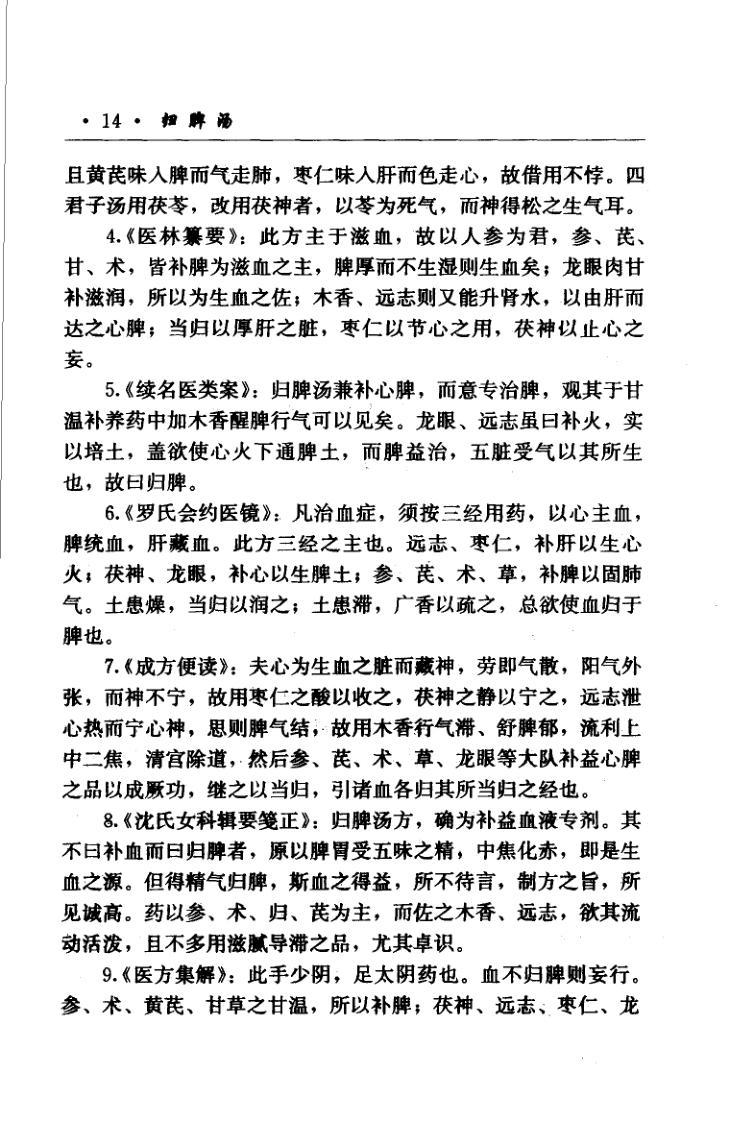 ·14· 归脾汤
且黄芪味入脾而气走肺，枣仁味入肝而色走心，故借用不悖。四
君子汤用茯苓，改用茯神者，以苓为死气，而神得松之生气耳。
4.《医林纂要》：此方主于滋血，故以人参为君，参、芪、
甘、术，皆补脾为滋血之主，脾厚而不生湿则生血矣；龙眼肉甘
补滋润，所以为生血之佐；木香、远志则又能升肾水，以由肝而
达之心脾；当归以厚肝之脏，枣仁以节心之用，茯神以止心之
妄。
5.《续名医类案》：归脾汤兼补心脾，而意专治脾，观其于甘
温补养药中加木香醒脾行气可以见矣。龙眼、远志虽曰补火，实
以培土，盖欲使心火下通脾土，而脾益治，五脏受气以其所生
也，故曰归脾。
6.《罗氏会约医镜》：凡治血症，须按三经用药，以心主血，
脾统血，肝藏血。此方三经之主也。远志、枣仁，补肝以生心
火；茯神、龙眼，补心以生脾土；参、芪、术、草，补脾以固肺
气。土患燥，当归以润之；土患滞，广香以疏之，总欲使血归于
脾也。
7.《成方便读》：夫心为生血之脏而藏神，劳即气散，阳气外
张，而神不宁，故用枣仁之酸以收之，茯神之静以宁之，远志泄
心热而宁心神，思则脾气结，故用木香行气滞、舒脾郁，流利上
中二焦，清宫除道，然后参、芪、术、草、龙眼等大队补益心脾
之品以成厥功，继之以当归，引诸血各归其所当归之经也。
8.《沈氏女科辑要笺正》：归脾汤方，确为补益血液专剂。其
不曰补血而曰归脾者，原以脾胃受五味之精，中焦化赤，即是生
血之源。但得精气归脾，斯血之得益，所不待言，制方之旨，所
见诚高。药以参、术、归、芪为主，而佐之木香、远志，欲其流
动活泼，且不多用滋腻导滞之品，尤其卓识。
9.《医方集解》：此手少阴，足太阴药也。血不归脾则妄行。
参、术、黄芪、甘草之甘温，所以补脾；茯神、远志、枣仁、龙